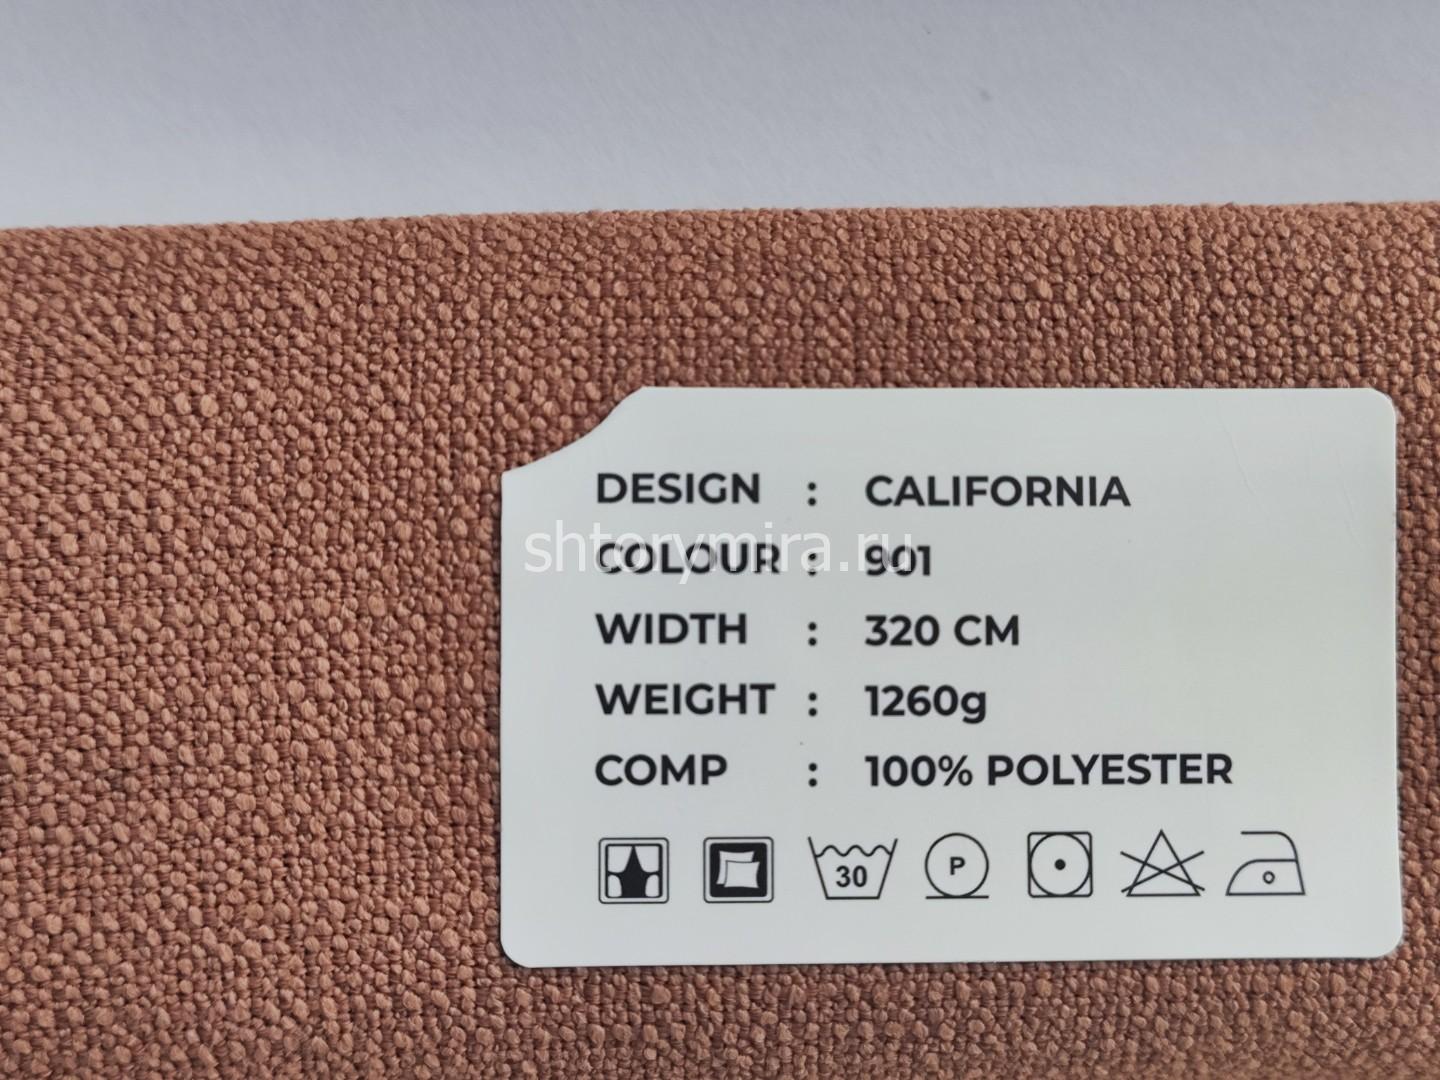 DESIGN : CALIFORNIA
shtorymira.ru
COLOUR : 901
WIDTH : 320 CM
WEIGHT : 1260g
COMP : 100% POLYESTER
30 P